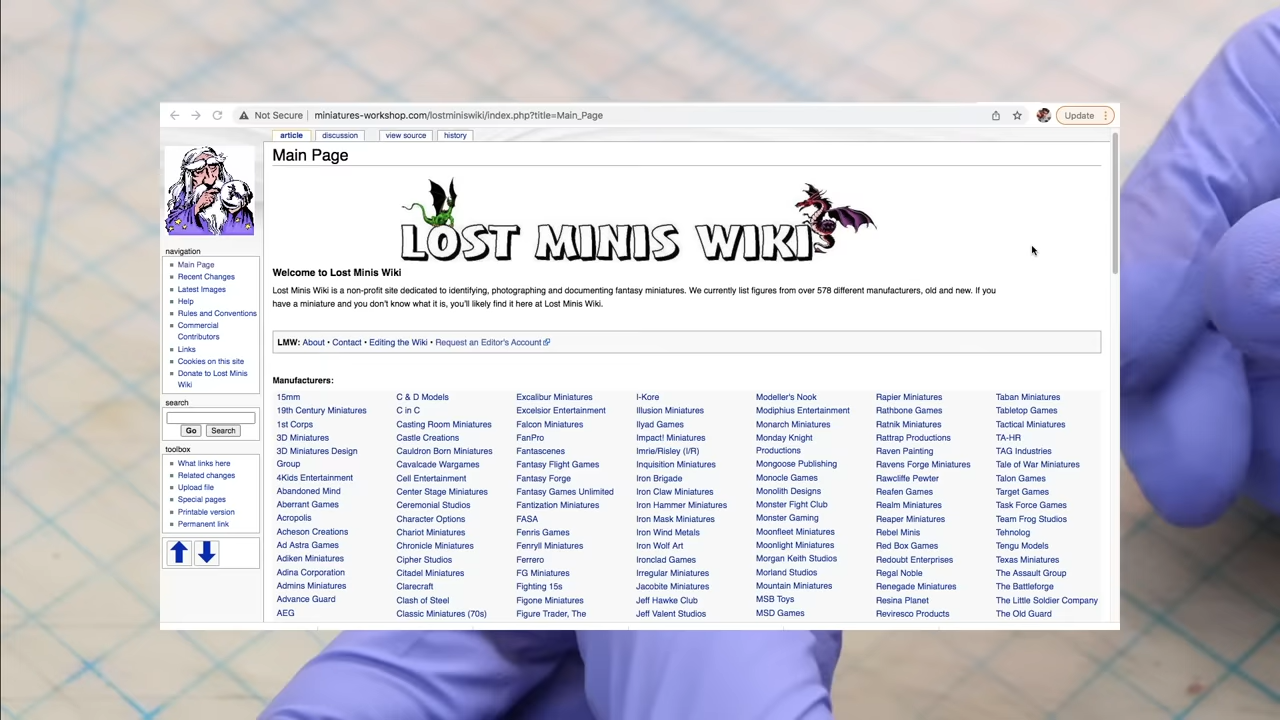 Not Secure | miniatures-workshop.com/lostminiswiki/index.php?title=Main_Page
Update
article
discussion
view source
history
Main Page
LOST MINIS WIKI
Welcome to Lost Minis Wiki
Lost Minis Wiki is a non-profit site dedicated to identifying, photographing and documenting fantasy miniatures. We currently list figures from over 578 different manufacturers, old and new. If you
have a miniature and you don't know what it is, you'll likely find it here at Lost Minis Wiki.
LMW: About • Contact • Editing the Wiki • Request an Editor's Account
navigation
Main Page
Recent Changes
Latest Images
Help
Rules and Conventions
Commercial
Contributors
Links
Cookies on this site
Donate to Lost Minis
Wiki
search
Go
Search
toolbox
What links here
Related changes
Upload file
Special pages
Printable version
Permanent link
Manufacturers:
15mm
19th Century Miniatures
1st Corps
3D Miniatures
3D Miniatures Design
Group
4Kids Entertainment
Abandoned Mind
Aberrant Games
Acropolis
Acheson Creations
Ad Astra Games
Adiken Miniatures
Adina Corporation
Admins Miniatures
Advance Guard
AEG
C & D Models
C in C
Casting Room Miniatures
Castle Creations
Cauldron Born Miniatures
Cavalcade Wargames
Cell Entertainment
Center Stage Miniatures
Ceremonial Studios
Character Options
Chariot Miniatures
Chronicle Miniatures
Cipher Studios
Citadel Miniatures
Clarecraft
Clash of Steel
Classic Miniatures (70s)
Excalibur Miniatures
Excelsior Entertainment
Falcon Miniatures
FanPro
Fantascenes
Fantasy Flight Games
Fantasy Forge
Fantasy Games Unlimited
Fantization Miniatures
FASA
Fenris Games
Fenryll Miniatures
Ferrero
FG Miniatures
Fighting 15s
Figone Miniatures
Figure Trader, The
I-Kore
Illusion Miniatures
Ilyad Games
Impact! Miniatures
Imrie/Risley (I/R)
Inquisition Miniatures
Iron Brigade
Iron Claw Miniatures
Iron Hammer Miniatures
Iron Mask Miniatures
Iron Wind Metals
Iron Wolf Art
Ironclad Games
Irregular Miniatures
Jacobite Miniatures
Jeff Hawke Club
Jeff Valent Studios
Modeller's Nook
Modiphius Entertainment
Monarch Miniatures
Monday Knight
Productions
Mongoose Publishing
Monocle Games
Monolith Designs
Monster Fight Club
Monster Gaming
Moonfleet Miniatures
Moonlight Miniatures
Morgan Keith Studios
Morland Studios
Mountain Miniatures
MSB Toys
MSD Games
Rapier Miniatures
Rathbone Games
Ratnik Miniatures
Rattrap Productions
Raven Painting
Ravens Forge Miniatures
Rawcliffe Pewter
Reafen Games
Realm Miniatures
Reaper Miniatures
Rebel Minis
Red Box Games
Redoubt Enterprises
Regal Noble
Renegade Miniatures
Resina Planet
Reviresco Products
Taban Miniatures
Tabletop Games
Tactical Miniatures
TA-HR
TAG Industries
Tale of War Miniatures
Talon Games
Target Games
Task Force Games
Team Frog Studios
Tehnolog
Tengu Models
Texas Miniatures
The Assault Group
The Battleforge
The Little Soldier Company
The Old Guard